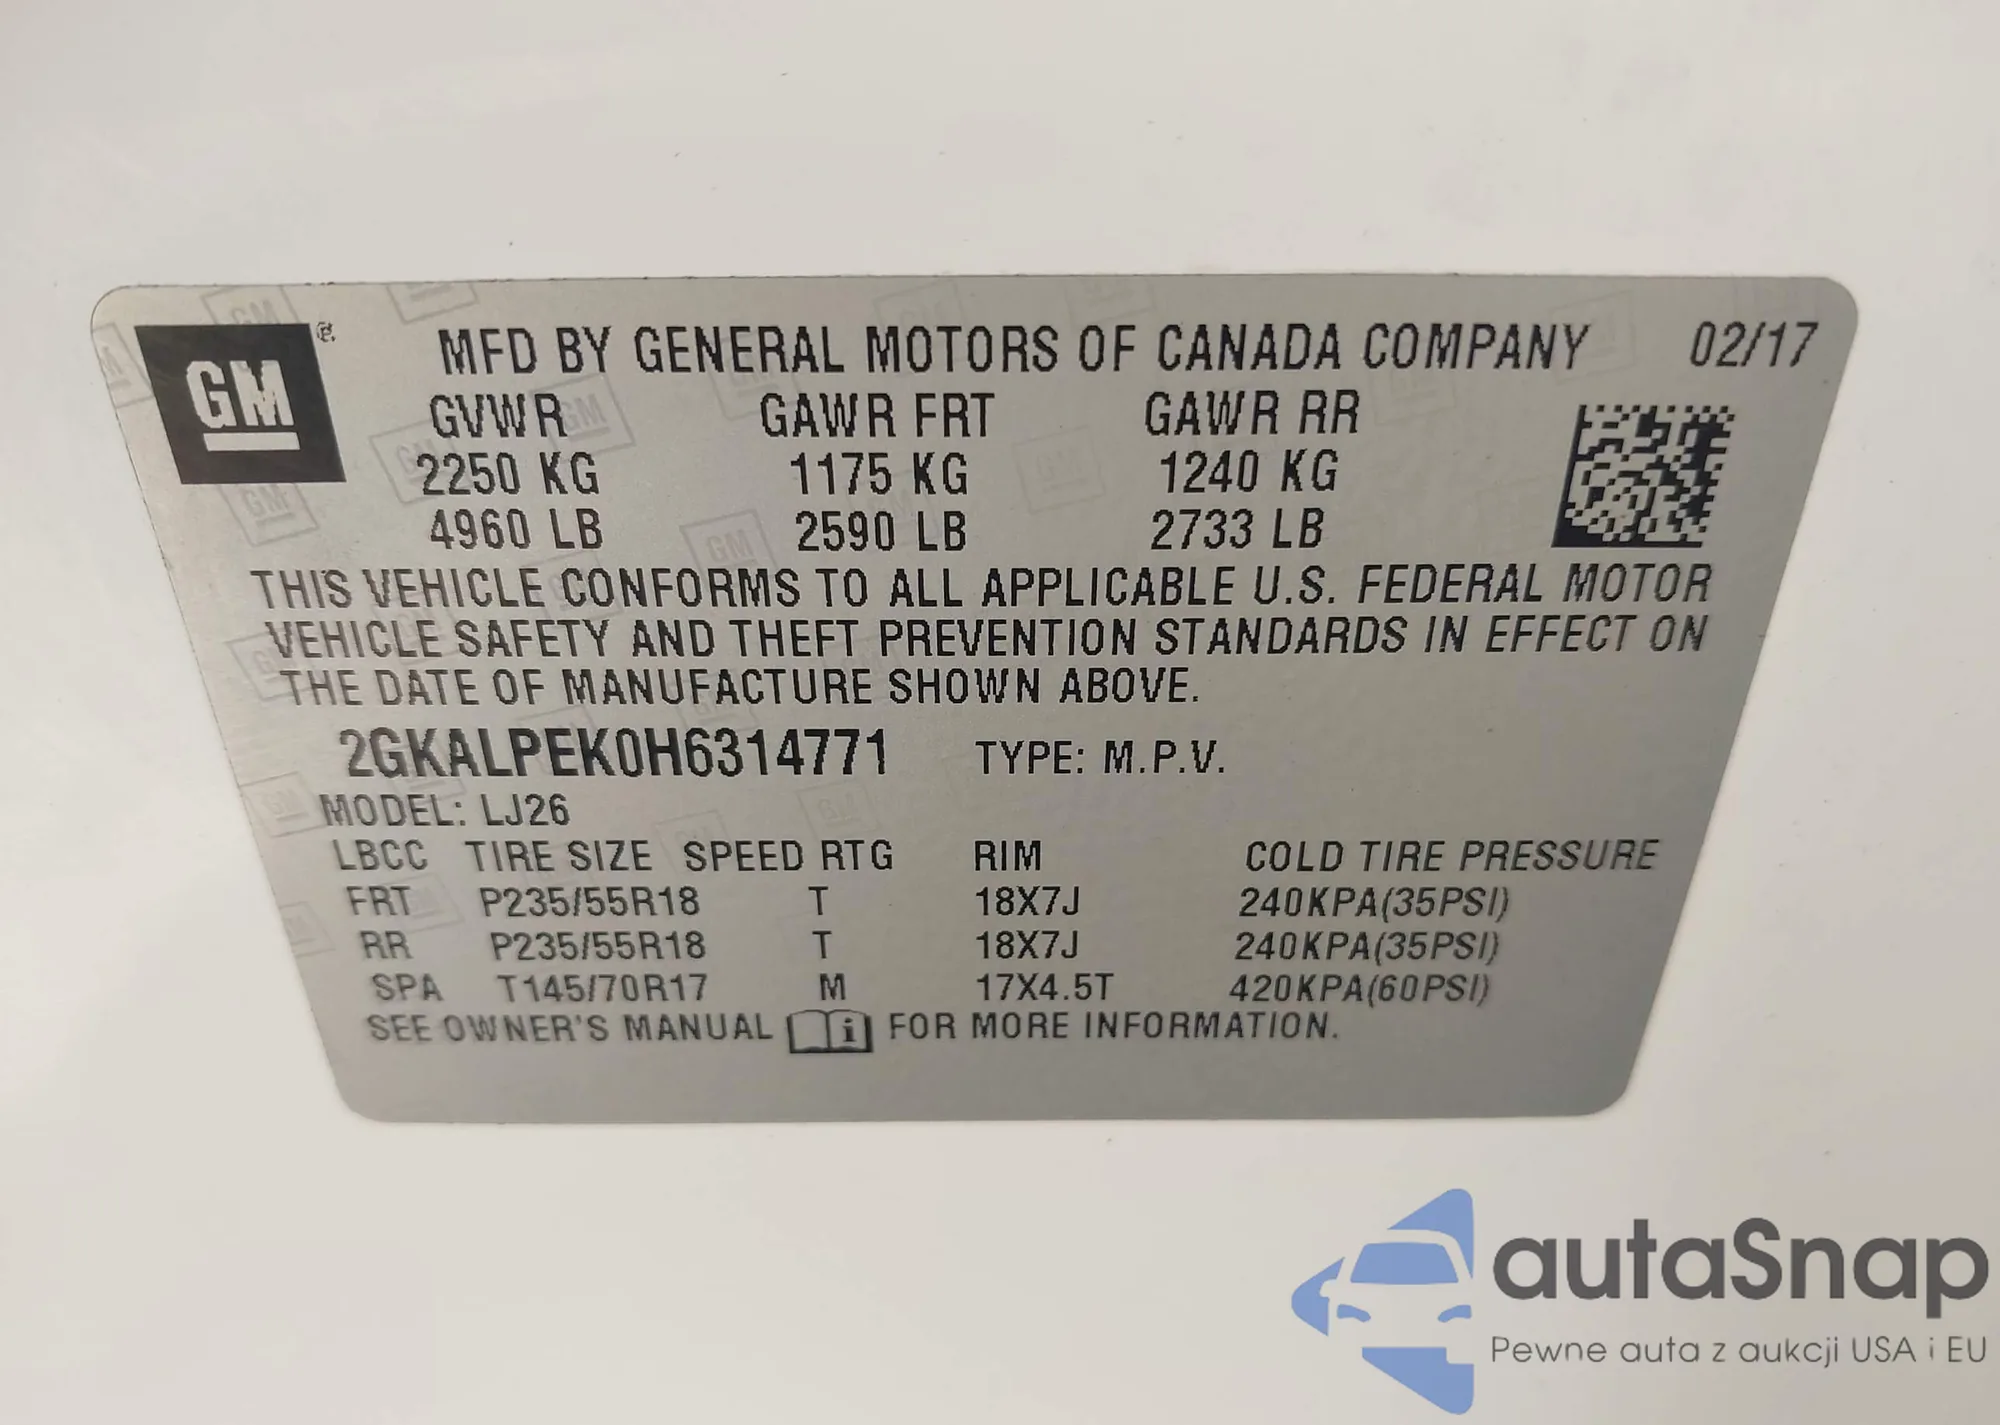 GM
MFD BY GENERAL MOTORS OF CANADA COMPANY 02/17
GVWR GAWR FRT GAWR RR
2250 KG 1175 KG 1240 KG
4960 LB 2590 LB 2733 LB
THIS VEHICLE CONFORMS TO ALL APPLICABLE U.S. FEDERAL MOTOR
VEHICLE SAFETY AND THEFT PREVENTION STANDARDS IN EFFECT ON
THE DATE OF MANUFACTURE SHOWN ABOVE.
2GKALPEK0H6314771 TYPE: M.P.V.
MODEL: LJ26
LBCC TIRE SIZE SPEED RTG RIM COLD TIRE PRESSURE
FRT P235/55R18 T 18X7J 240KPA(35PSI)
RR P235/55R18 T 18X7J 240KPA(35PSI)
SPA T145/70R17 M 17X4.5T 420KPA(60PSI)
SEE OWNER'S MANUAL i FOR MORE INFORMATION.
autaSnap
Pewne auta z aukcji USA i EU